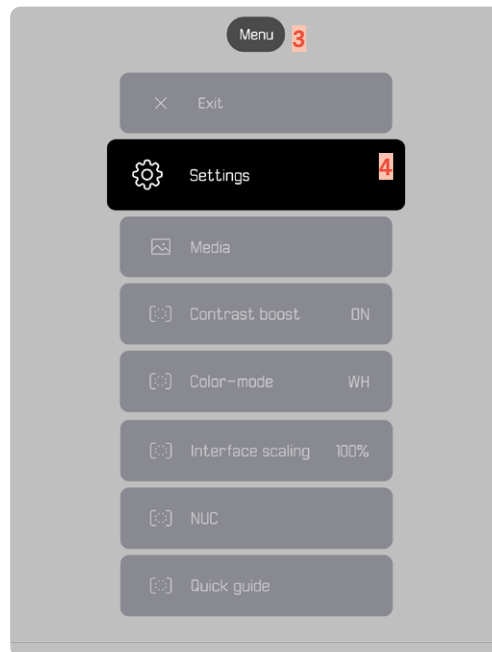 Menu 3
Exit
Settings 4
Media
Contrast boost ON
Color-mode WH
Interface scaling 100%
NUC
Quick guide